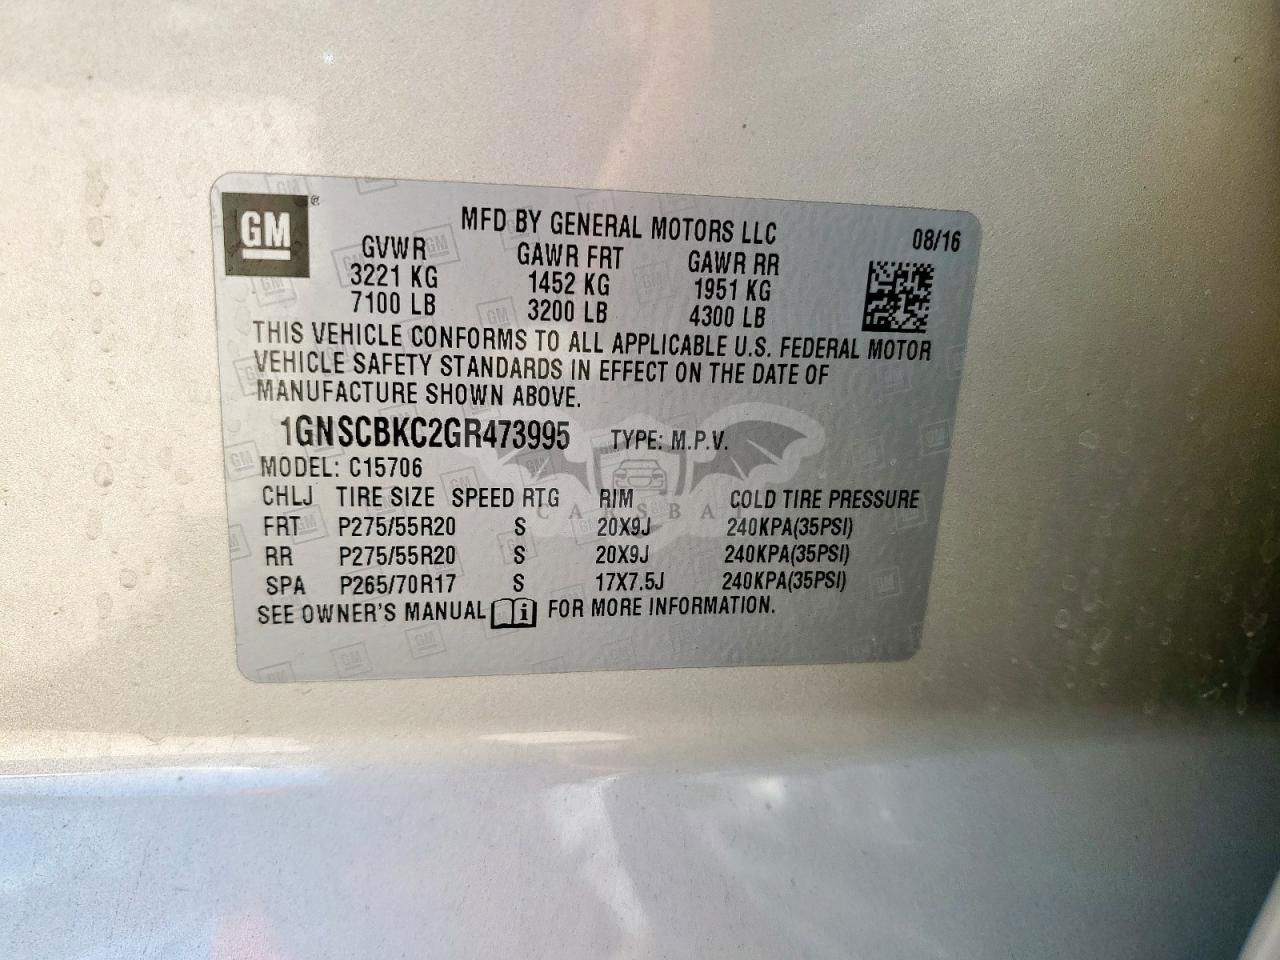 GM
MFD BY GENERAL MOTORS LLC 08/16
GVWR GAWR FRT GAWR RR
3221 KG 1452 KG 1951 KG
7100 LB 3200 LB 4300 LB
THIS VEHICLE CONFORMS TO ALL APPLICABLE U.S. FEDERAL MOTOR
VEHICLE SAFETY STANDARDS IN EFFECT ON THE DATE OF
MANUFACTURE SHOWN ABOVE.
1GNSCBKC2GR473995 TYPE: M.P.V.
MODEL: C15706
CHLJ TIRE SIZE SPEED RTG RIM COLD TIRE PRESSURE
CARSBAT
FRT P275/55R20 S 20X9J 240KPA(35PSI)
RR P275/55R20 S 20X9J 240KPA(35PSI)
SPA P265/70R17 S 17X7.5J 240KPA(35PSI)
SEE OWNER'S MANUAL i FOR MORE INFORMATION.